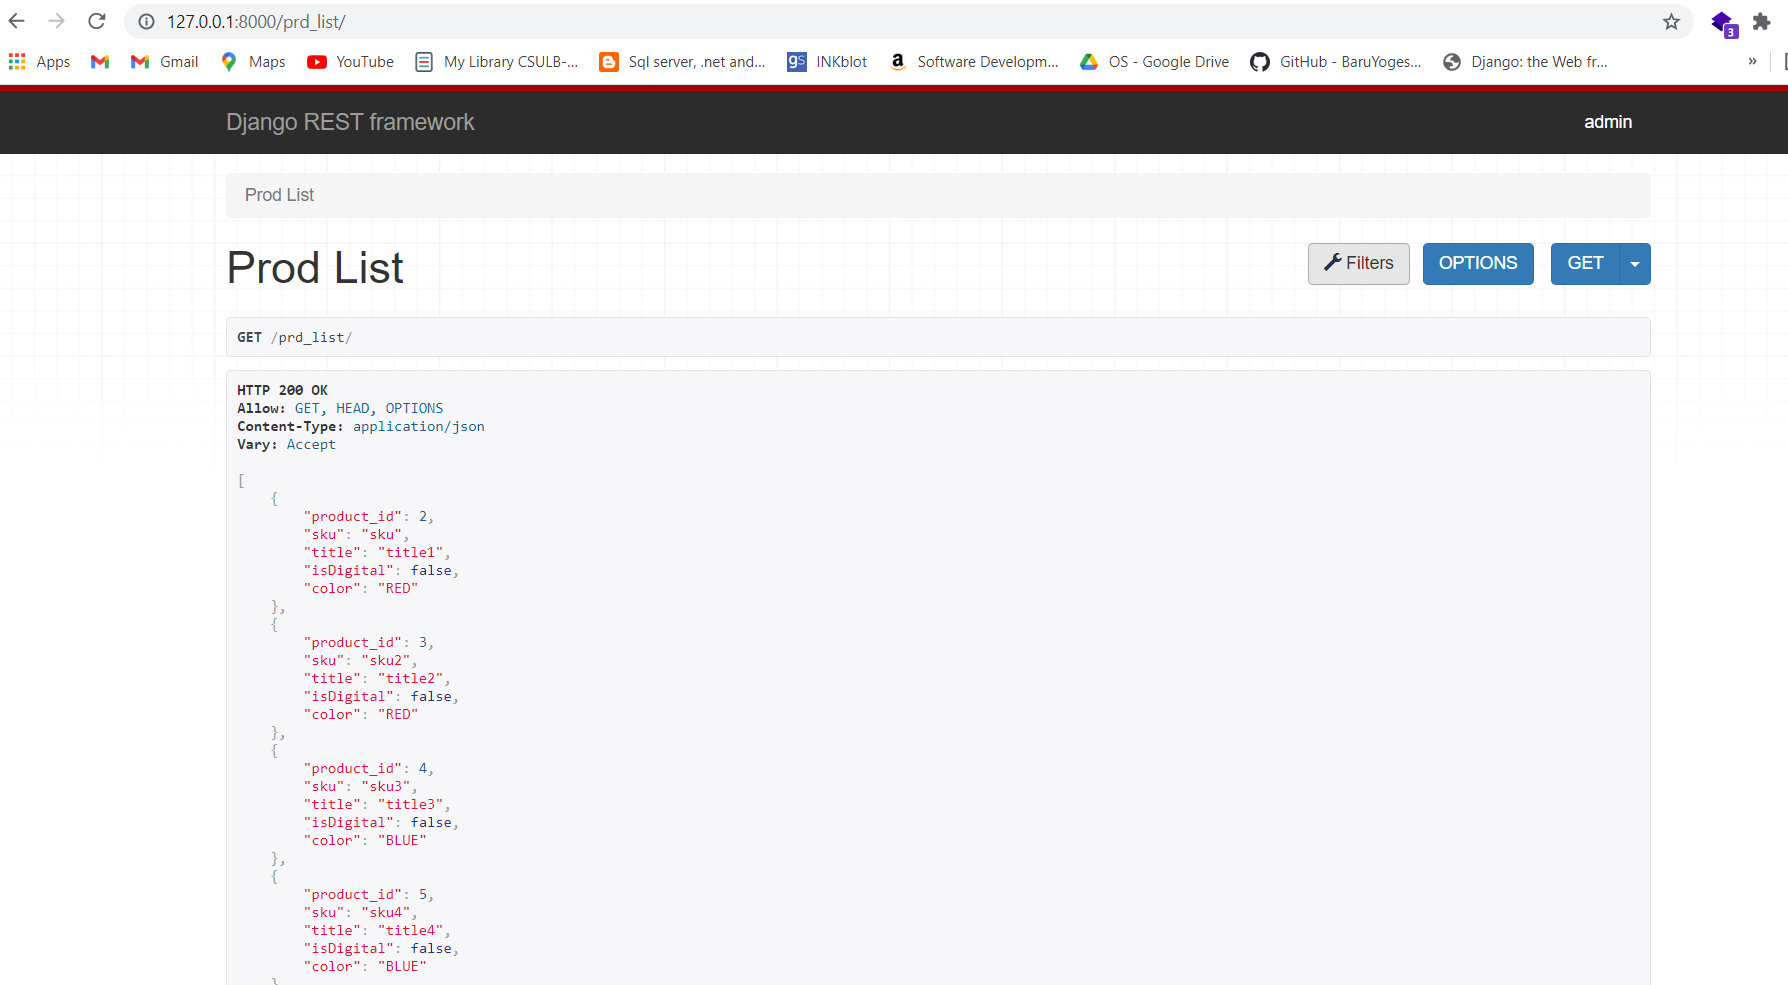 127.0.0.1:8000/prd_list/
3
Apps
Gmail
Maps
YouTube
My Library CSULB-...
Sql server, .net and...
gs
INKblot
a
Software Developm...
OS - Google Drive
GitHub - BaruYoges...
Django: the Web fr...
»
Django REST framework
admin
Prod List
Prod List
Filters
OPTIONS
GET
GET /prd_list/
HTTP 200 OK
Allow: GET, HEAD, OPTIONS
Content-Type: application/json
Vary: Accept
[
{
"product_id": 2,
"sku": "sku",
"title": "title1",
"isDigital": false,
"color": "RED"
},
{
"product_id": 3,
"sku": "sku2",
"title": "title2",
"isDigital": false,
"color": "RED"
},
{
"product_id": 4,
"sku": "sku3",
"title": "title3",
"isDigital": false,
"color": "BLUE"
},
{
"product_id": 5,
"sku": "sku4",
"title": "title4",
"isDigital": false,
"color": "BLUE"
}